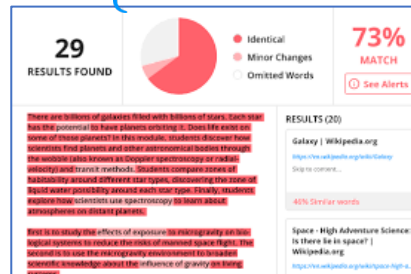 29
RESULTS FOUND
Identical
Minor Changes
Omitted Words
73%
MATCH
See Alerts
There are billions of galaxies filled with billions of stars. Each star
has the potential to have planets orbiting it. Does life exist on
some of those planets? In this module, students discover how
scientists find planets and other astronomical bodies through
the wobble (also known as Doppler spectroscopy or radial-
velocity) and transit methods. Students compare zones of
habitability around different star types, discovering the zone of
liquid water possibility around each star type. Finally, students
explore how scientists use spectroscopy to learn about
atmospheres on distant planets.
first is to study the effects of exposure to microgravity on bio-
logical systems to reduce the risks of manned space flight. The
second is to use the microgravity environment to broaden
scientific knowledge about the influence of gravity on living
RESULTS (20)
Galaxy | Wikipedia.org
https://en.wikipedia.org/wiki/Galaxy
Skip to content...
46% Similar words
Space - High Adventure Science:
Is there lie in space? |
Wikipedia.org